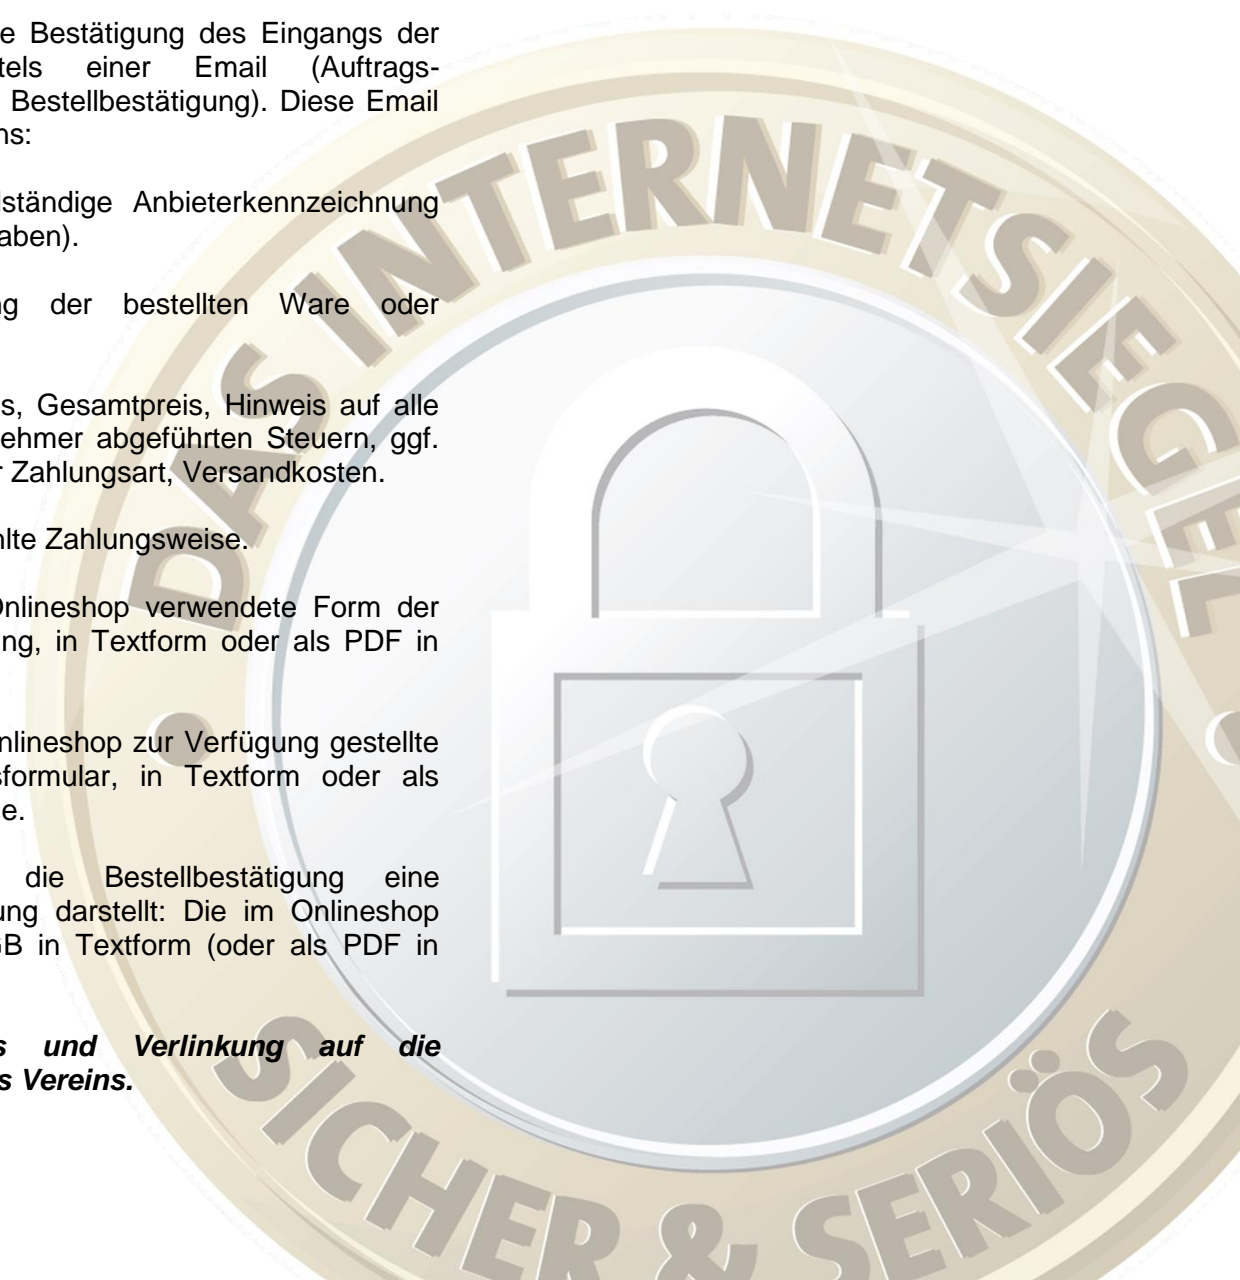 e Bestätigung des Eingangs der
tels einer Email (Auftrags-
Bestellbestätigung). Diese Email
ns:
lständige Anbieterkennzeichnung
aben).
ng der bestellten Ware oder
s, Gesamtpreis, Hinweis auf alle
nehmer abgeführten Steuern, ggf.
r Zahlungsart, Versandkosten.
hlte Zahlungsweise.
Onlineshop verwendete Form der
ung, in Textform oder als PDF in
nlineshop zur Verfügung gestellte
sformular, in Textform oder als
e.
die Bestellbestätigung eine
ung darstellt: Die im Onlineshop
GB in Textform (oder als PDF in
s und Verlinkung auf die
s Vereins.
• DAS INTERNETSIEGEL •
SICHER & SERIÖS